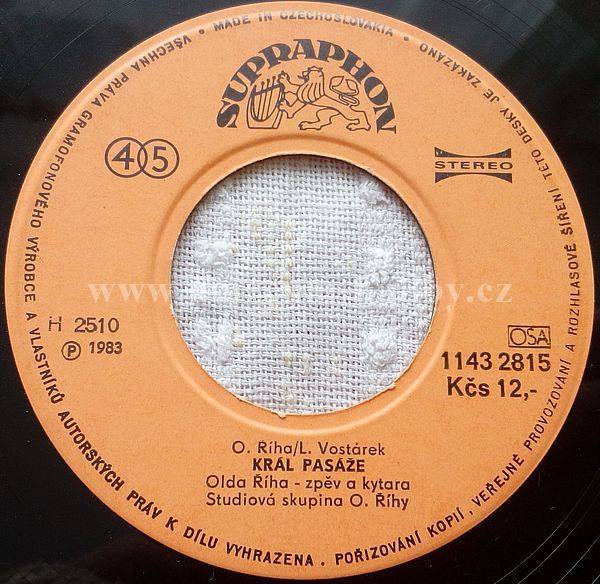 VŠECHNA PRÁVA GRAMOFONOVÉHO VÝROBCE A VLASTNÍKŮ AUTORSKÝCH PRÁV K DÍLU VYHRAZENA. POŘIZOVÁNÍ KOPIÍ, VEŘEJNÉ PROVOZOVÁNÍ A ROZHLASOVÉ ŠÍŘENÍ TÉTO DESKY JE ZAKÁZÁNO • MADE IN CZECHOSLOVAKIA •
SUPRAPHON
45
STEREO
H 2510
Ⓟ 1983
OSA
1143 2815
Kčs 12,-
O. Říha/L. Vostárek
KRÁL PASÁŽE
Olda Říha - zpěv a kytara
Studiová skupina O. Říhy